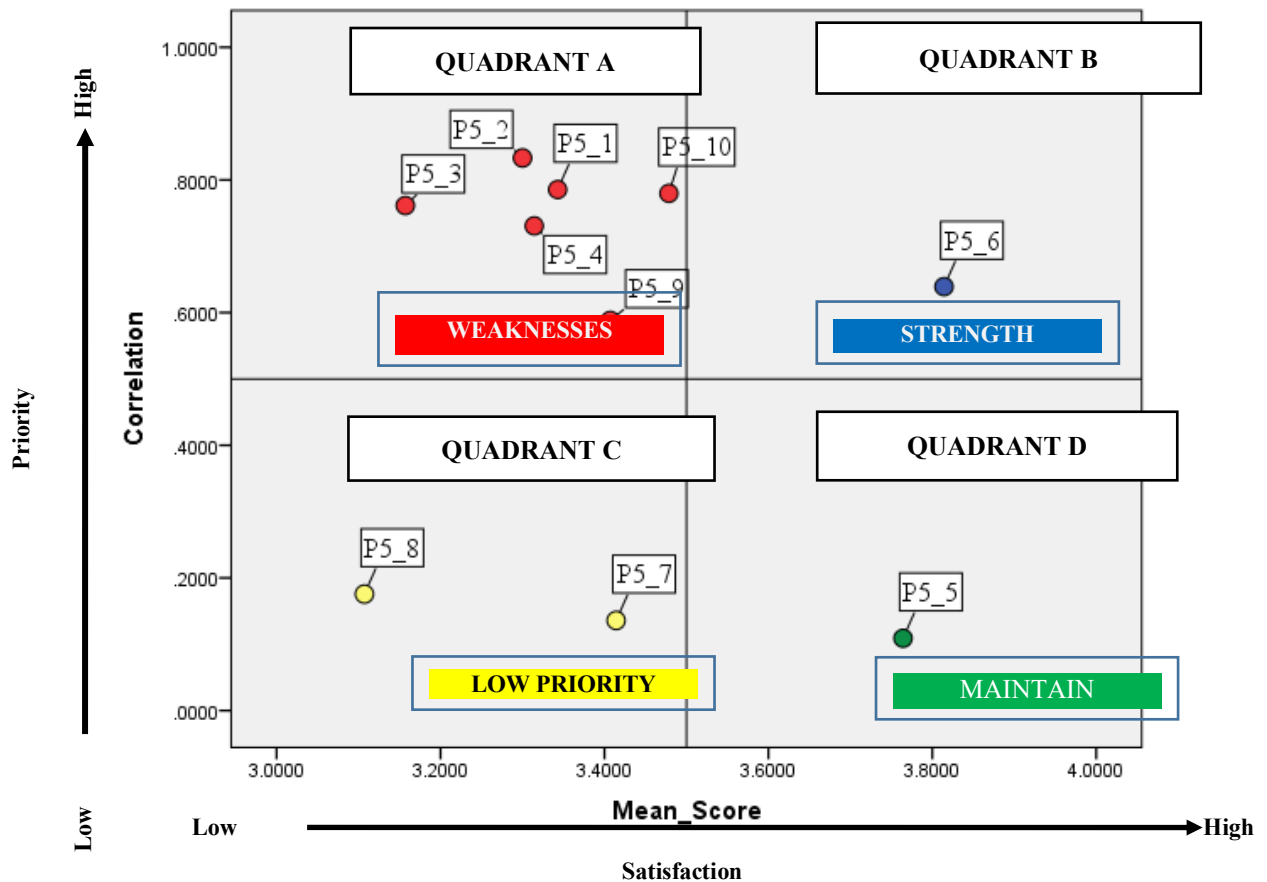 QUADRANT A
QUADRANT B
1.0000
High
P5_2
P5_1
P5_10
P5_3
.8000
P5_4
P5_6
P5_9
.6000
WEAKNESSES
STRENGTH
Correlation
Priority
.4000
QUADRANT C
QUADRANT D
P5_8
P5_7
P5_5
.2000
LOW PRIORITY
MAINTAIN
.0000
3.0000
3.2000
3.4000
3.6000
3.8000
4.0000
Mean_Score
Low
Low
High
Satisfaction